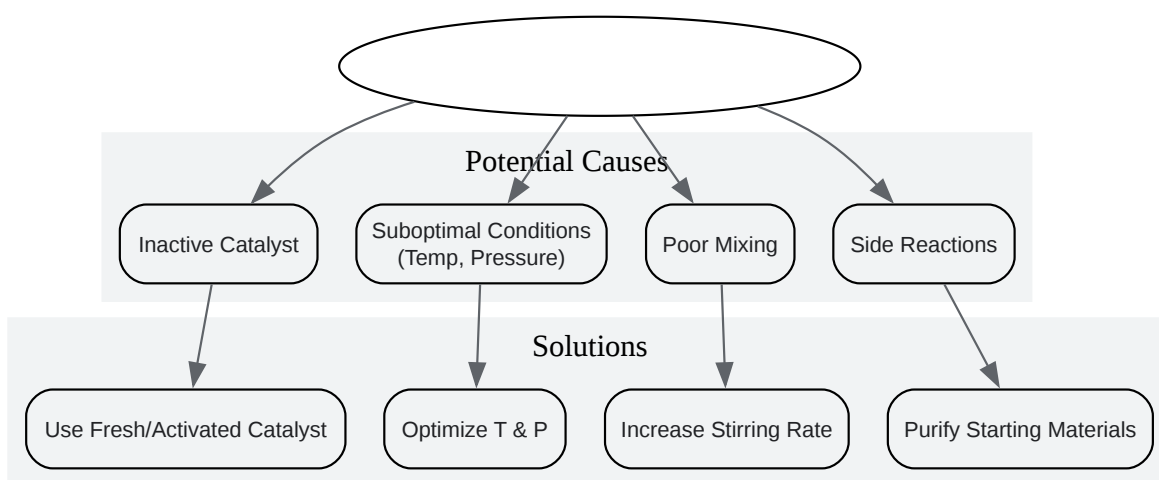 Potential Causes
Inactive Catalyst
Suboptimal Conditions
(Temp, Pressure)
Poor Mixing
Side Reactions
Solutions
Use Fresh/Activated Catalyst
Optimize T & P
Increase Stirring Rate
Purify Starting Materials